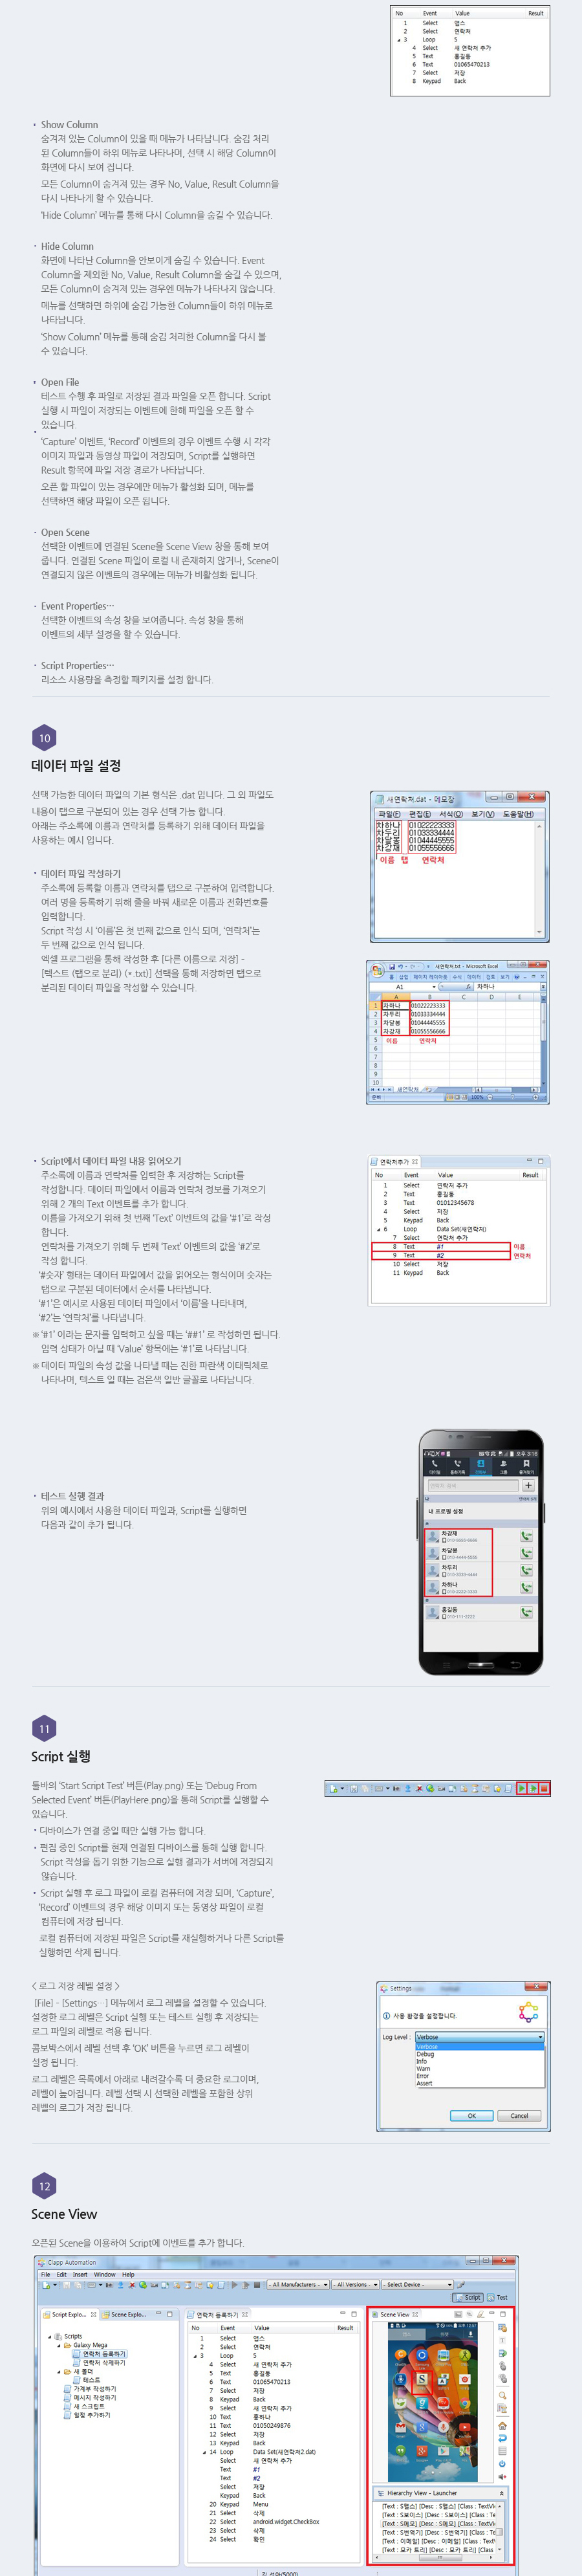 No Event Value Result
1 Select 앱스
2 Select 연락처
3 Loop 5
4 Select 새 연락처 추가
5 Text 홍길동
6 Text 01065470213
7 Select 저장
8 Keypad Back
• Show Column
숨겨져 있는 Column이 있을 때 메뉴가 나타납니다. 숨김 처리
된 Column들이 하위 메뉴로 나타나며, 선택 시 해당 Column이
화면에 다시 보여 집니다.
모든 Column이 숨겨져 있는 경우 No, Value, Result Column을
다시 나타나게 할 수 있습니다.
'Hide Column' 메뉴를 통해 다시 Column을 숨길 수 있습니다.
• Hide Column
화면에 나타난 Column을 안보이게 숨길 수 있습니다. Event
Column을 제외한 No, Value, Result Column을 숨길 수 있으며,
모든 Column이 숨겨져 있는 경우엔 메뉴가 나타나지 않습니다.
메뉴를 선택하면 하위에 숨김 가능한 Column들이 하위 메뉴로
나타납니다.
'Show Column' 메뉴를 통해 숨김 처리한 Column을 다시 볼
수 있습니다.
• Open File
테스트 수행 후 파일로 저장된 결과 파일을 오픈 합니다. Script
실행 시 파일이 저장되는 이벤트에 한해 파일을 오픈 할 수
있습니다.
'Capture' 이벤트, 'Record' 이벤트의 경우 이벤트 수행 시 각각
이미지 파일과 동영상 파일이 저장되며, Script를 실행하면
Result 항목에 파일 저장 경로가 나타납니다.
오픈 할 파일이 있는 경우에만 메뉴가 활성화 되며, 메뉴를
선택하면 해당 파일이 오픈 됩니다.
• Open Scene
선택한 이벤트에 연결된 Scene을 Scene View 창을 통해 보여
줍니다. 연결된 Scene 파일이 로컬 내 존재하지 않거나, Scene이
연결되지 않은 이벤트의 경우에는 메뉴가 비활성화 됩니다.
• Event Properties…
선택한 이벤트의 속성 창을 보여줍니다. 속성 창을 통해
이벤트의 세부 설정을 할 수 있습니다.
• Script Properties…
리소스 사용량을 측정할 패키지를 설정 합니다.
10
데이터 파일 설정
선택 가능한 데이터 파일의 기본 형식은 .dat 입니다. 그 외 파일도
내용이 탭으로 구분되어 있는 경우 선택 가능 합니다.
아래는 주소록에 이름과 연락처를 등록하기 위해 데이터 파일을
사용하는 예시 입니다.
• 데이터 파일 작성하기
주소록에 등록할 이름과 연락처를 탭으로 구분하여 입력합니다.
여러 명을 등록하기 위해 줄을 바꿔 새로운 이름과 전화번호를
입력합니다.
Script 작성 시 '이름'은 첫 번째 값으로 인식 되며, '연락처'는
두 번째 값으로 인식 됩니다.
엑셀 프로그램을 통해 작성한 후 [다른 이름으로 저장] –
[텍스트 (탭으로 분리) (*.txt)] 선택을 통해 저장하면 탭으로
분리된 데이터 파일을 작성할 수 있습니다.
새연락처.dat - 메모장
파일(F) 편집(E) 서식(O) 보기(V) 도움말(H)
차하나 01022223333
차두리 01033334444
차달봉 01044445555
차강재 01055556666
이름 탭 연락처
새연락처.txt - Microsoft Excel
홈 삽입 페이지 레이아웃 수식 데이터 검토 보기
A1 차하나
A B C D E
1 차하나 01022223333
2 차두리 01033334444
3 차달봉 01044445555
4 차강재 01055556666
5 이름 연락처
6
7
8
9
10
새연락처
준비 100%
• Script에서 데이터 파일 내용 읽어오기
주소록에 이름과 연락처를 입력한 후 저장하는 Script를
작성합니다. 데이터 파일에서 이름과 연락처 정보를 가져오기
위해 2 개의 Text 이벤트를 추가 합니다.
이름을 가져오기 위해 첫 번째 'Text' 이벤트의 값을 '#1'로 작성
합니다.
연락처를 가져오기 위해 두 번째 'Text' 이벤트의 값을 '#2'로
작성 합니다.
'#숫자' 형태는 데이터 파일에서 값을 읽어오는 형식이며 숫자는
탭으로 구분된 데이터에서 순서를 나타냅니다.
'#1'은 예시로 사용된 데이터 파일에서 '이름'을 나타내며,
'#2'는 '연락처'를 나타냅니다.
※ '#1' 이라는 문자를 입력하고 싶을 때는 '##1' 로 작성하면 됩니다.
입력 상태가 아닐 때 'Value' 항목에는 '#1'로 나타납니다.
※ 데이터 파일의 속성 값을 나타낼 때는 진한 파란색 이태릭체로
나타나며, 텍스트 일 때는 검은색 일반 글꼴로 나타납니다.
연락처추가
No Event Value Result
1 Select 연락처 추가
2 Text 홍길동
3 Text 01012345678
4 Select 저장
5 Keypad Back
6 Loop Data Set(새연락처)
7 Select 연락처 추가
8 Text #1 이름
9 Text #2 연락처
10 Select 저장
11 Keypad Back
• 테스트 실행 결과
위의 예시에서 사용한 데이터 파일과, Script를 실행하면
다음과 같이 추가 됩니다.
오후 3:18
내 프로필 설정
차강재
차달봉
차두리
차하나
홍길동
11
Script 실행
툴바의 'Start Script Test' 버튼(Play.png) 또는 'Debug From
Selected Event' 버튼(PlayHere.png)을 통해 Script를 실행할 수
있습니다.
• 디바이스가 연결 중일 때만 실행 가능 합니다.
• 편집 중인 Script를 현재 연결된 디바이스를 통해 실행 합니다.
Script 작성을 돕기 위한 기능으로 실행 결과가 서버에 저장되지
않습니다.
• Script 실행 후 로그 파일이 로컬 컴퓨터에 저장 되며, 'Capture',
'Record' 이벤트의 경우 해당 이미지 또는 동영상 파일이 로컬
컴퓨터에 저장 됩니다.
로컬 컴퓨터에 저장된 파일은 Script를 재실행하거나 다른 Script를
실행하면 삭제 됩니다.
< 로그 저장 레벨 설정 >
[File] – [Settings…] 메뉴에서 로그 레벨을 설정할 수 있습니다.
설정한 로그 레벨은 Script 실행 또는 테스트 실행 후 저장되는
로그 파일의 레벨로 적용 됩니다.
콤보박스에서 레벨 선택 후 'OK' 버튼을 누르면 로그 레벨이
설정 됩니다.
로그 레벨은 목록에서 아래로 내려갈수록 더 중요한 로그이며,
레벨이 높아집니다. 레벨 선택 시 선택한 레벨을 포함한 상위
레벨의 로그가 저장 됩니다.
Settings
사용 환경을 설정합니다.
Log Level : Verbose
Verbose
Debug
Info
Warn
Error
Assert
OK Cancel
12
Scene View
오픈된 Scene을 이용하여 Script에 이벤트를 추가 합니다.
Clapp Automation
File Edit Insert Window Help
- All Manufacturers - - All Versions - - Select Device -
Script Test
Script Explo... Scene Explo...
Scripts
Galaxy Mega
연락처 등록하기
연락처 삭제하기
새 폴더
테스트
가계부 작성하기
메시지 작성하기
새 스크립트
일정 추가하기
연락처 등록하기
No Event Value Result
1 Select 앱스
2 Select 연락처
3 Loop 5
4 Select 새 연락처 추가
5 Text 홍길동
6 Text 01065470213
7 Select 저장
8 Keypad Back
9 Select 새 연락처 추가
10 Text 홍하나
11 Text 01050249876
12 Select 저장
13 Keypad Back
14 Loop Data Set(새연락처2.dat)
Select 새 연락처 추가
Text #1
Text #2
Select 저장
Keypad Back
20 Keypad Menu
21 Select 삭제
22 Select android.widget.CheckBox
23 Select 삭제
24 Select 확인
Scene View
Hierarchy View - Launcher
[Text : S헬스] [Desc : S헬스] [Class : TextVi
[Text : S보이스] [Desc : S보이스] [Class : Te
[Text : S메모] [Desc : S메모] [Class : TextVi
[Text : S번역기] [Desc : S번역기] [Class : Te
[Text : 이메일] [Desc : 이메일] [Class : Text
[Text : 모카 트리] [Desc : 모카 트리] [Class